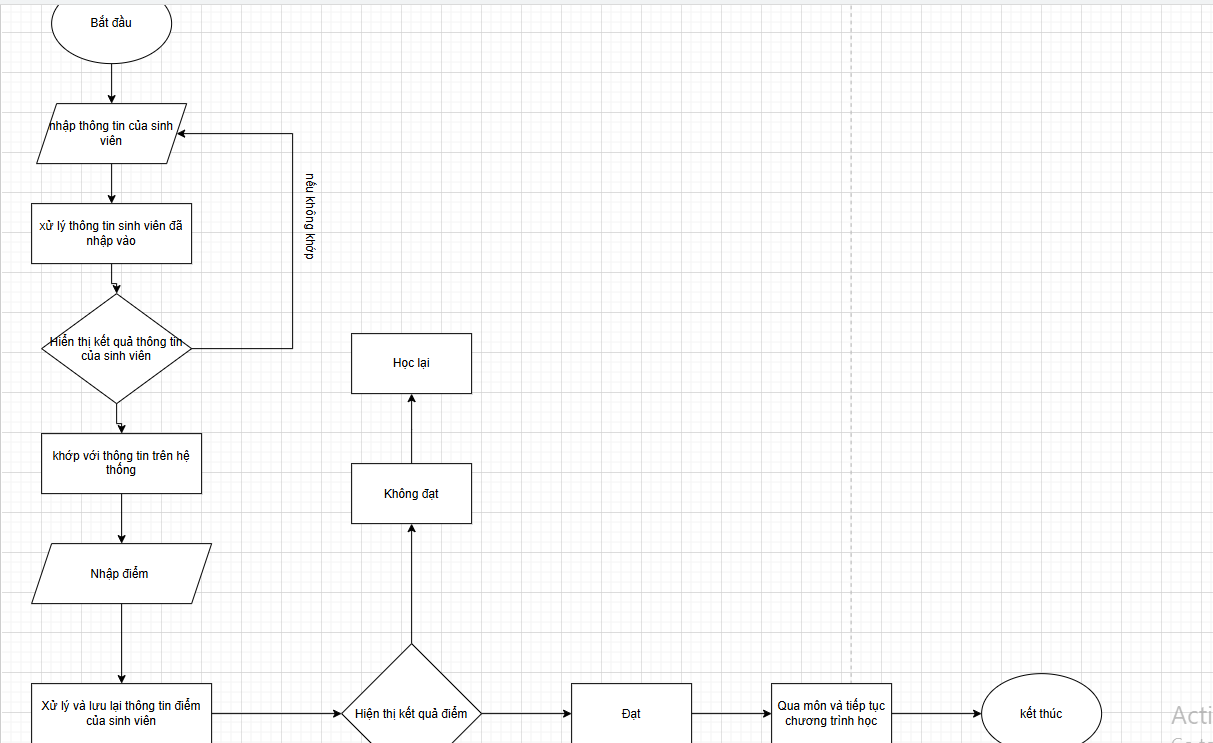 Bắt đầu
nhập thông tin của sinh
viên
nếu không khớp
xử lý thông tin sinh viên đã
nhập vào
Hiển thị kết quả thông tin
của sinh viên
Học lại
khớp với thông tin trên hệ
thống
Không đạt
Nhập điểm
Xử lý và lưu lại thông tin điểm
của sinh viên
Hiện thị kết quả điểm
Đạt
Qua môn và tiếp tục
chương trình học
kết thúc
Acti